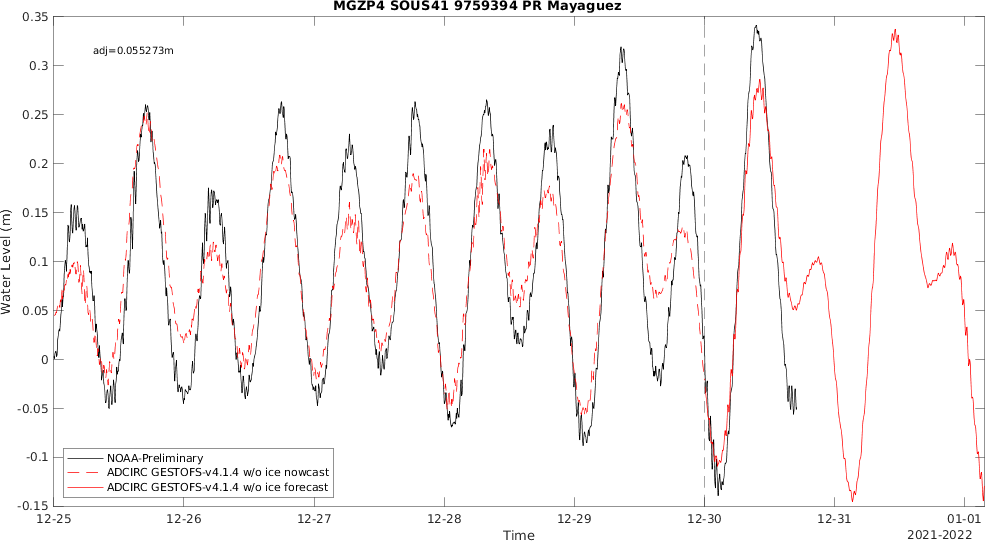 MGZP4 SOUS41 9759394 PR Mayaguez
adj=0.055273m
Water Level (m)
0.35
0.3
0.25
0.2
0.15
0.1
0.05
0
-0.05
-0.1
-0.15
NOAA-Preliminary
ADCIRC GESTOFS-v4.1.4 w/o ice nowcast
ADCIRC GESTOFS-v4.1.4 w/o ice forecast
12-25 12-26 12-27 12-28 12-29 12-30 12-31 01-01
Time
2021-2022